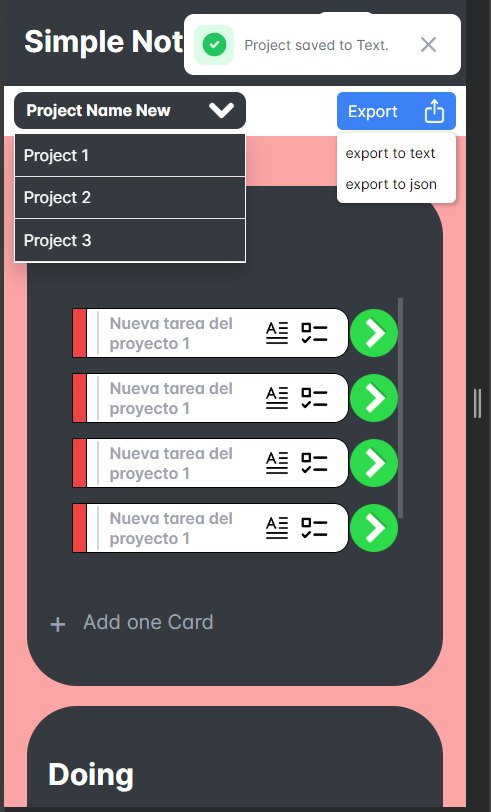 Simple Not
Project saved to Text.
Project Name New
Export
Project 1
Project 2
Project 3
export to text
export to json
Nueva tarea del
proyecto 1
Nueva tarea del
proyecto 1
Nueva tarea del
proyecto 1
Nueva tarea del
proyecto 1
+ Add one Card
Doing